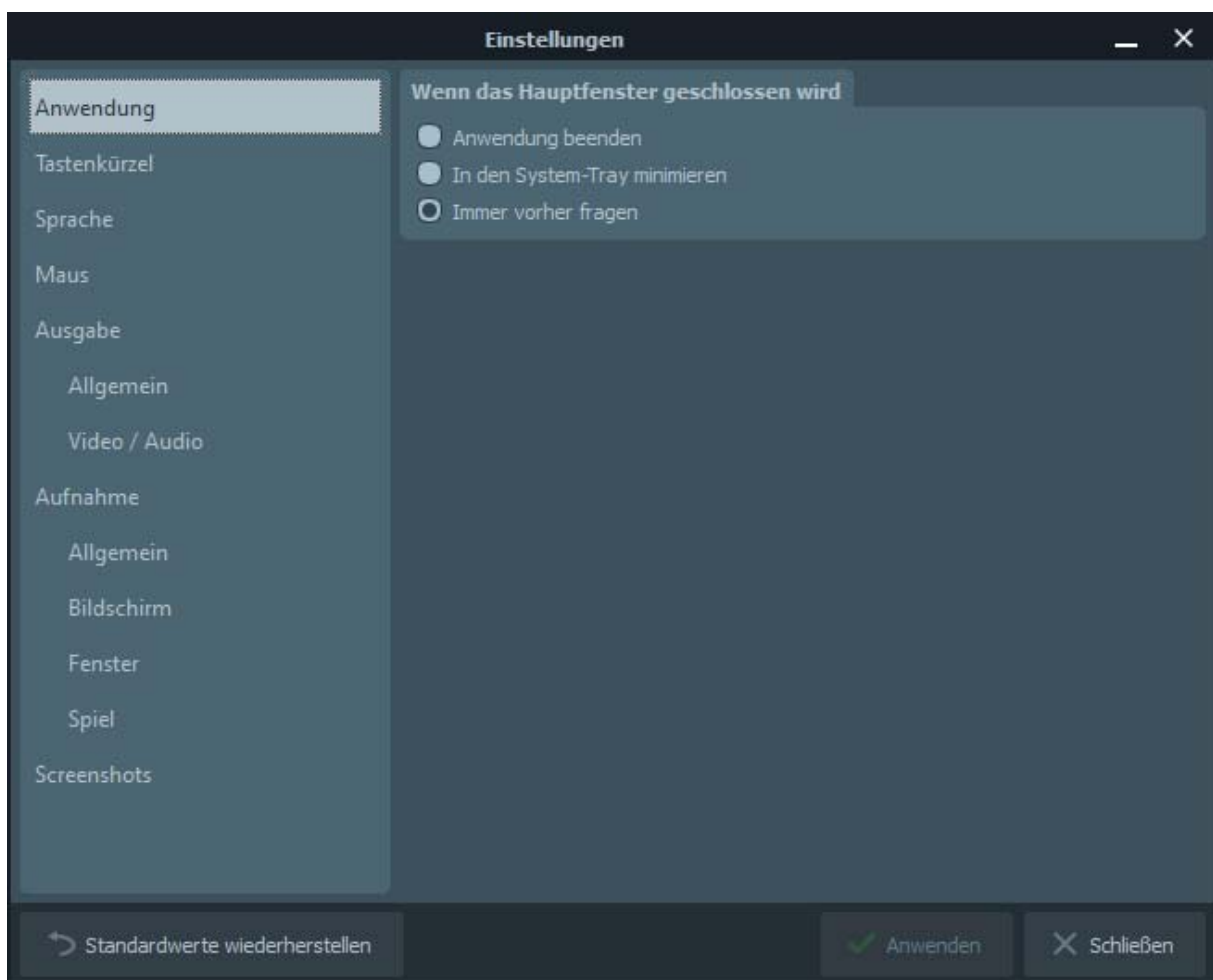 Einstellungen
Anwendung
Tastenkürzel
Sprache
Maus
Ausgabe
Allgemein
Video / Audio
Aufnahme
Allgemein
Bildschirm
Fenster
Spiel
Screenshots
Wenn das Hauptfenster geschlossen wird
Anwendung beenden
In den System-Tray minimieren
Immer vorher fragen
Standardwerte wiederherstellen
Anwenden
Schließen